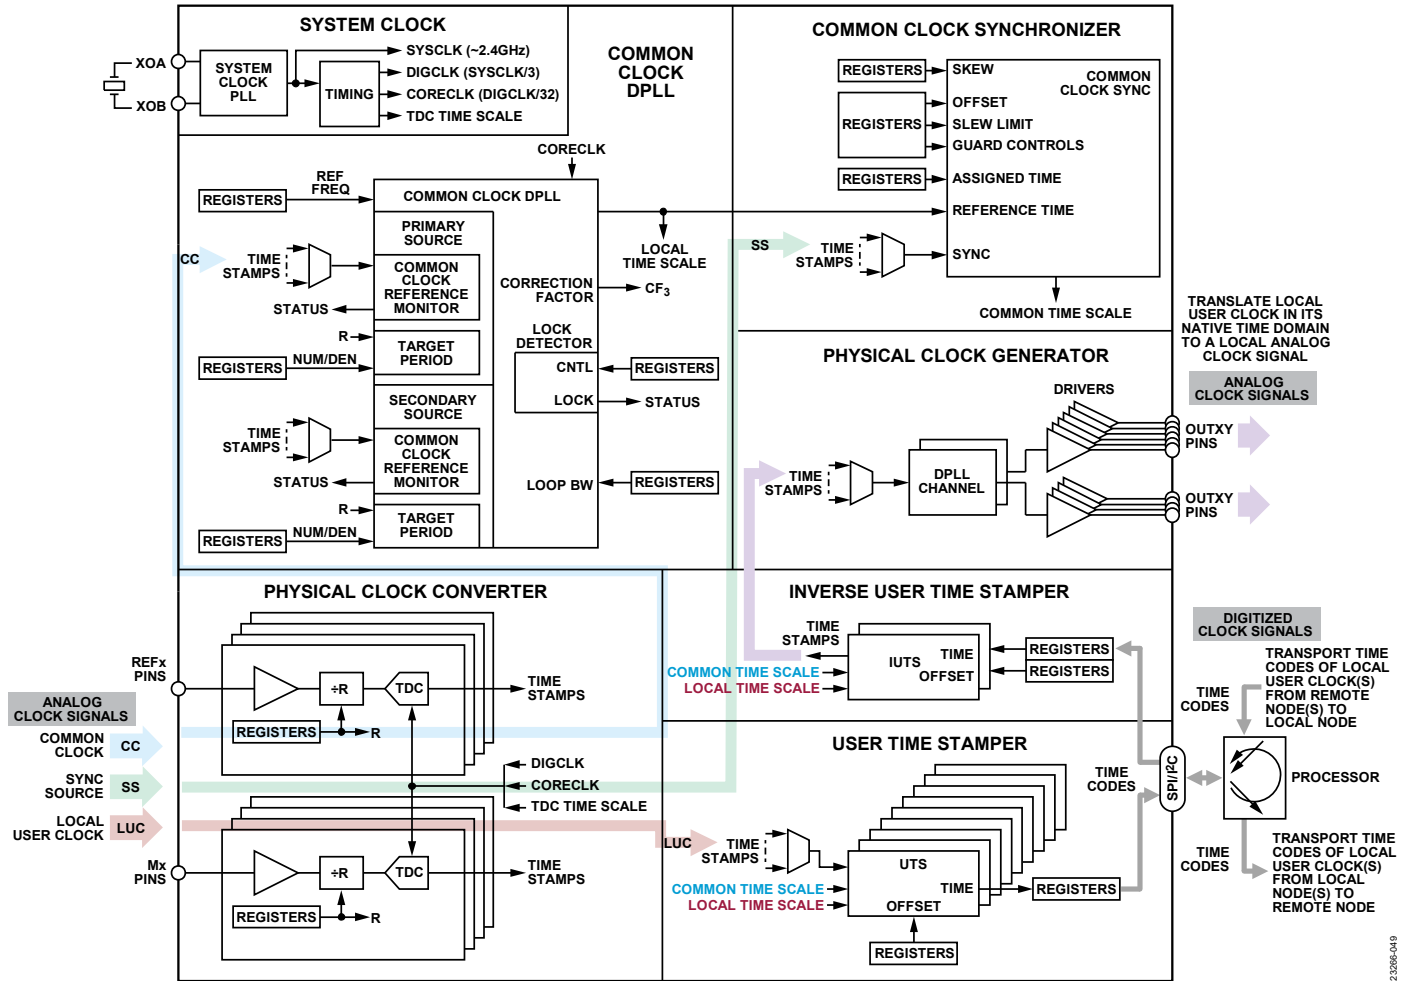 SYSTEM CLOCK
XOA
XOB
SYSTEM
CLOCK
PLL
TIMING
SYSCLK (~2.4GHz)
DIGCLK (SYSCLK/3)
CORECLK (DIGCLK/32)
TDC TIME SCALE
COMMON
CLOCK
DPLL
CORECLK
REF
FREQ
REGISTERS
COMMON CLOCK DPLL
PRIMARY
SOURCE
CC
TIME
STAMPS
COMMON
CLOCK
REFERENCE
MONITOR
STATUS
R
NUM/DEN
REGISTERS
TARGET
PERIOD
SECONDARY
SOURCE
TIME
STAMPS
COMMON
CLOCK
REFERENCE
MONITOR
STATUS
R
NUM/DEN
REGISTERS
TARGET
PERIOD
LOCAL
TIME SCALE
CORRECTION
FACTOR
CF3
LOCK
DETECTOR
CNTL
REGISTERS
LOCK
STATUS
LOOP BW
REGISTERS
COMMON CLOCK SYNCHRONIZER
COMMON
CLOCK SYNC
REGISTERS
SKEW
REGISTERS
OFFSET
SLEW LIMIT
GUARD CONTROLS
REGISTERS
ASSIGNED TIME
REFERENCE TIME
SS
TIME
STAMPS
SYNC
COMMON TIME SCALE
PHYSICAL CLOCK GENERATOR
DRIVERS
TIME
STAMPS
DPLL
CHANNEL
TRANSLATE LOCAL
USER CLOCK IN ITS
NATIVE TIME DOMAIN
TO A LOCAL ANALOG
CLOCK SIGNAL
ANALOG
CLOCK SIGNALS
OUTXY
PINS
OUTXY
PINS
PHYSICAL CLOCK CONVERTER
REFx
PINS
÷R
TDC
TIME
STAMPS
REGISTERS
R
ANALOG
CLOCK SIGNALS
COMMON
CLOCK
CC
SYNC
SOURCE
SS
LOCAL
USER CLOCK
LUC
DIGCLK
CORECLK
TDC TIME SCALE
Mx
PINS
÷R
TDC
TIME
STAMPS
REGISTERS
R
INVERSE USER TIME STAMPER
TIME
STAMPS
COMMON TIME SCALE
LOCAL TIME SCALE
IUTS
TIME
OFFSET
REGISTERS
REGISTERS
USER TIME STAMPER
LUC
TIME
STAMPS
COMMON TIME SCALE
LOCAL TIME SCALE
UTS
TIME
OFFSET
REGISTERS
REGISTERS
TIME
CODES
SPI/I2C
DIGITIZED
CLOCK SIGNALS
TRANSPORT TIME
CODES OF LOCAL
USER CLOCK(S)
FROM REMOTE
NODE(S) TO
LOCAL NODE
TIME
CODES
PROCESSOR
TIME
CODES
TRANSPORT TIME
CODES OF LOCAL
USER CLOCK(S)
FROM LOCAL
NODE(S) TO
REMOTE NODE
23266-049